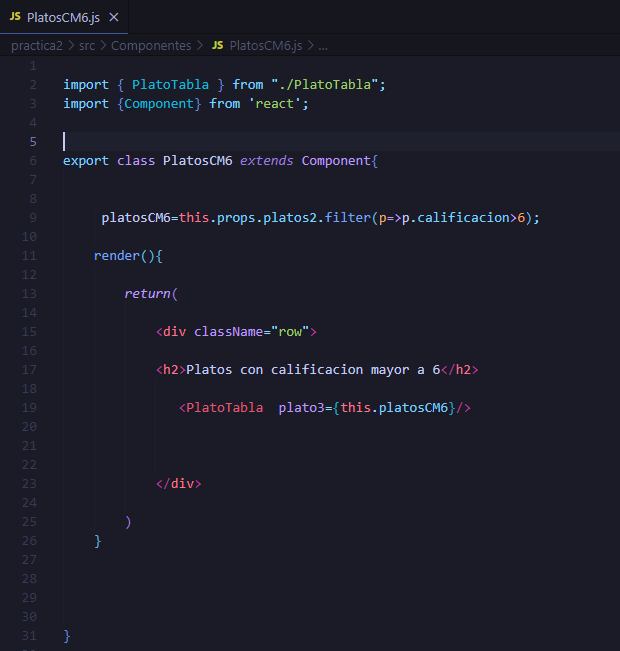 JS PlatosCM6.js ×
practica2 > src > Componentes > JS PlatosCM6.js > ...
1
2 import { PlatoTabla } from "./PlatoTabla";
3 import {Component} from 'react';
4
5
6 export class PlatosCM6 extends Component{
7
8
9 platosCM6=this.props.platos2.filter(p=>p.calificacion>6);
10
11 render(){
12
13 return(
14
15 <div className="row">
16
17 <h2>Platos con calificacion mayor a 6</h2>
18
19 <PlatoTabla  plato3={this.platosCM6}/>
20
21
22
23 </div>
24
25 )
26 }
27
28
29
30
31 }